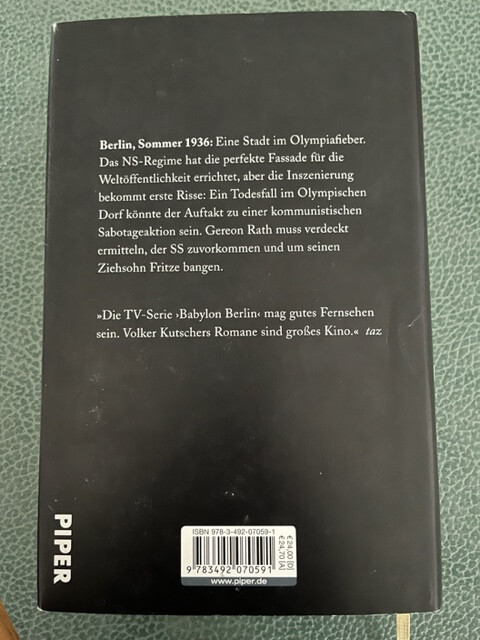 Berlin, Sommer 1936: Eine Stadt im Olympiafieber.
Das NS-Regime hat die perfekte Fassade für die
Weltöffentlichkeit errichtet, aber die Inszenierung
bekommt erste Risse: Ein Todesfall im Olympischen
Dorf könnte der Auftakt zu einer kommunistischen
Sabotageaktion sein. Gereon Rath muss verdeckt
ermitteln, der SS zuvorkommen und um seinen
Ziehsohn Fritze bangen.
»Die TV-Serie ›Babylon Berlin‹ mag gutes Fernsehen
sein. Volker Kutschers Romane sind großes Kino.« taz
PIPER
ISBN 978-3-492-07059-1
€ 24,00 [D]
€ 24,70 [A]
9 783492 070591
www.piper.de